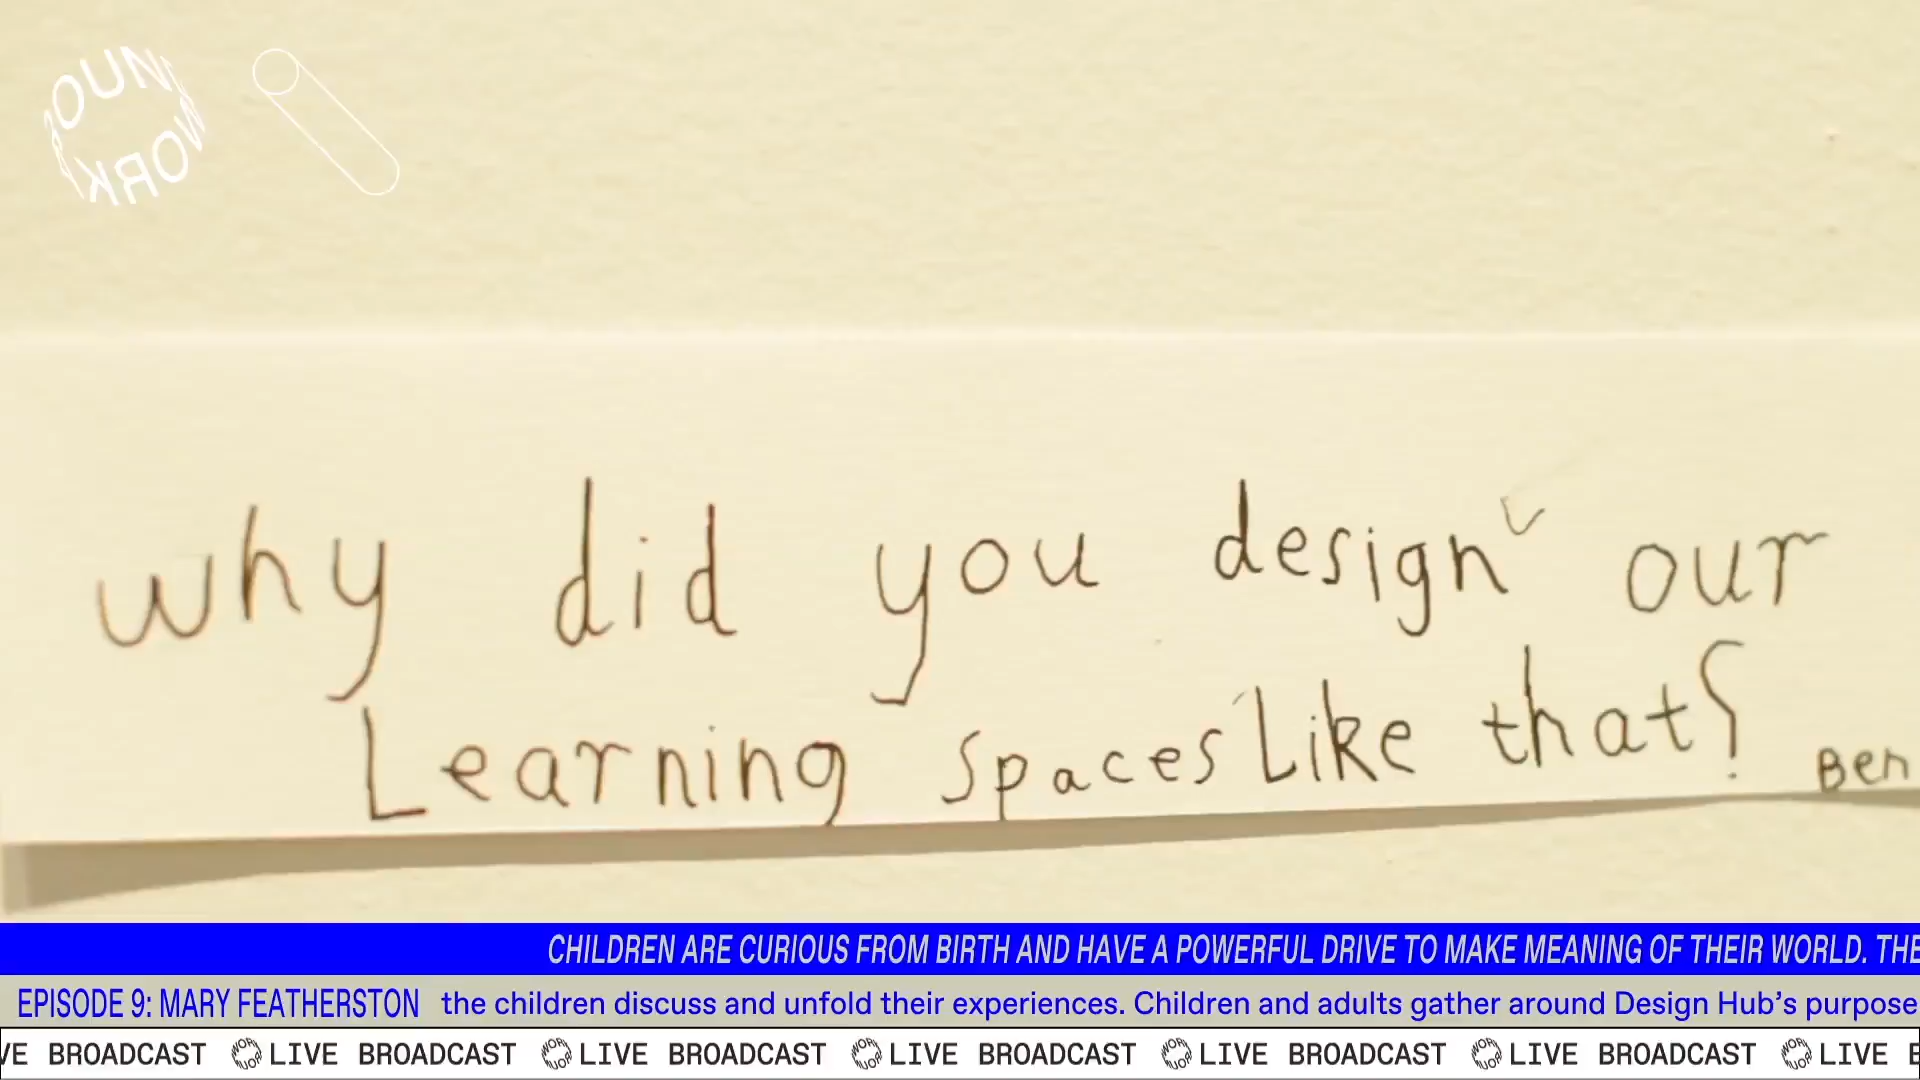 why did you design our
Learning spaces Like that?
Ben
CHILDREN ARE CURIOUS FROM BIRTH AND HAVE A POWERFUL DRIVE TO MAKE MEANING OF THEIR WORLD. THE
EPISODE 9: MARY FEATHERSTON the children discuss and unfold their experiences. Children and adults gather around Design Hub’s purpose
VE BROADCAST LIVE BROADCAST LIVE BROADCAST LIVE BROADCAST LIVE BROADCAST LIVE BROADCAST LIVE